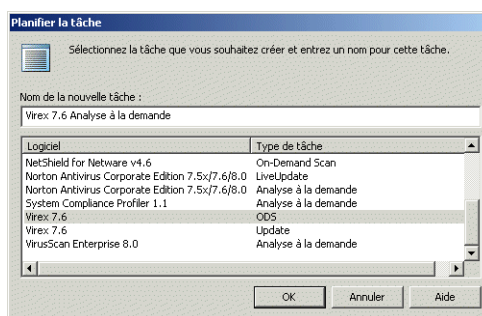 Planifier la tâche
Sélectionnez la tâche que vous souhaitez créer et entrez un nom pour cette tâche.
Nom de la nouvelle tâche :
Virex 7.6 Analyse à la demande
Logiciel Type de tâche
NetShield for Netware v4.6 On-Demand Scan
Norton Antivirus Corporate Edition 7.5x/7.6/8.0 LiveUpdate
Norton Antivirus Corporate Edition 7.5x/7.6/8.0 Analyse à la demande
System Compliance Profiler 1.1 Analyse à la demande
Virex 7.6 ODS
Virex 7.6 Update
VirusScan Enterprise 8.0 Analyse à la demande
OK Annuler Aide